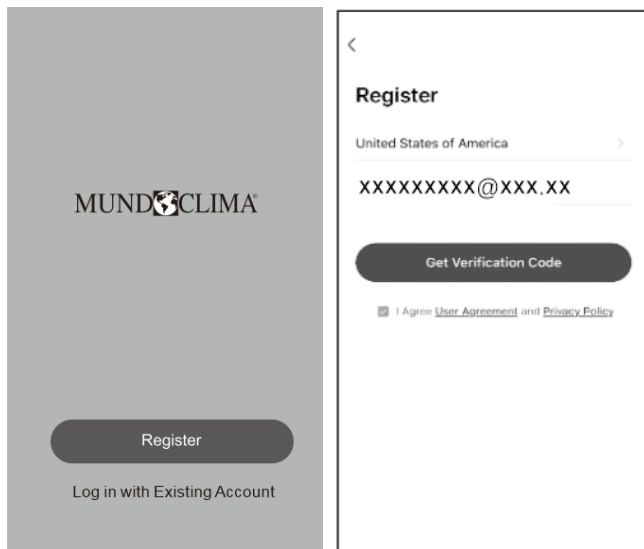 MUNDOCLIMA®
Register
Log in with Existing Account
Register
United States of America
XXXXXXXXXX@XXX.XX
Get Verification Code
I Agree User Agreement and Privacy Policy